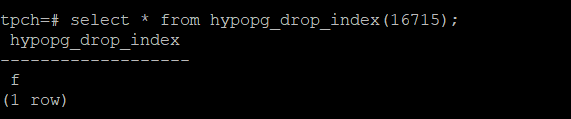 tpch=# select * from hypopg_drop_index(16715);
hypopg_drop_index
-------------------
f
(1 row)